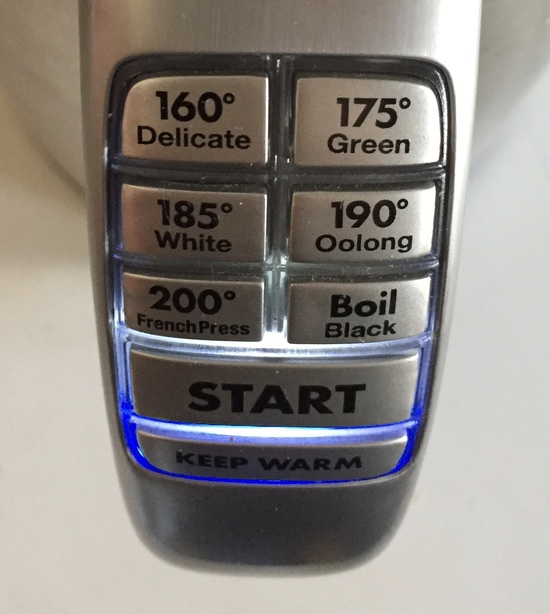 160°
Delicate
175°
Green
185°
White
190°
Oolong
200°
FrenchPress
Boil
Black
START
KEEP WARM